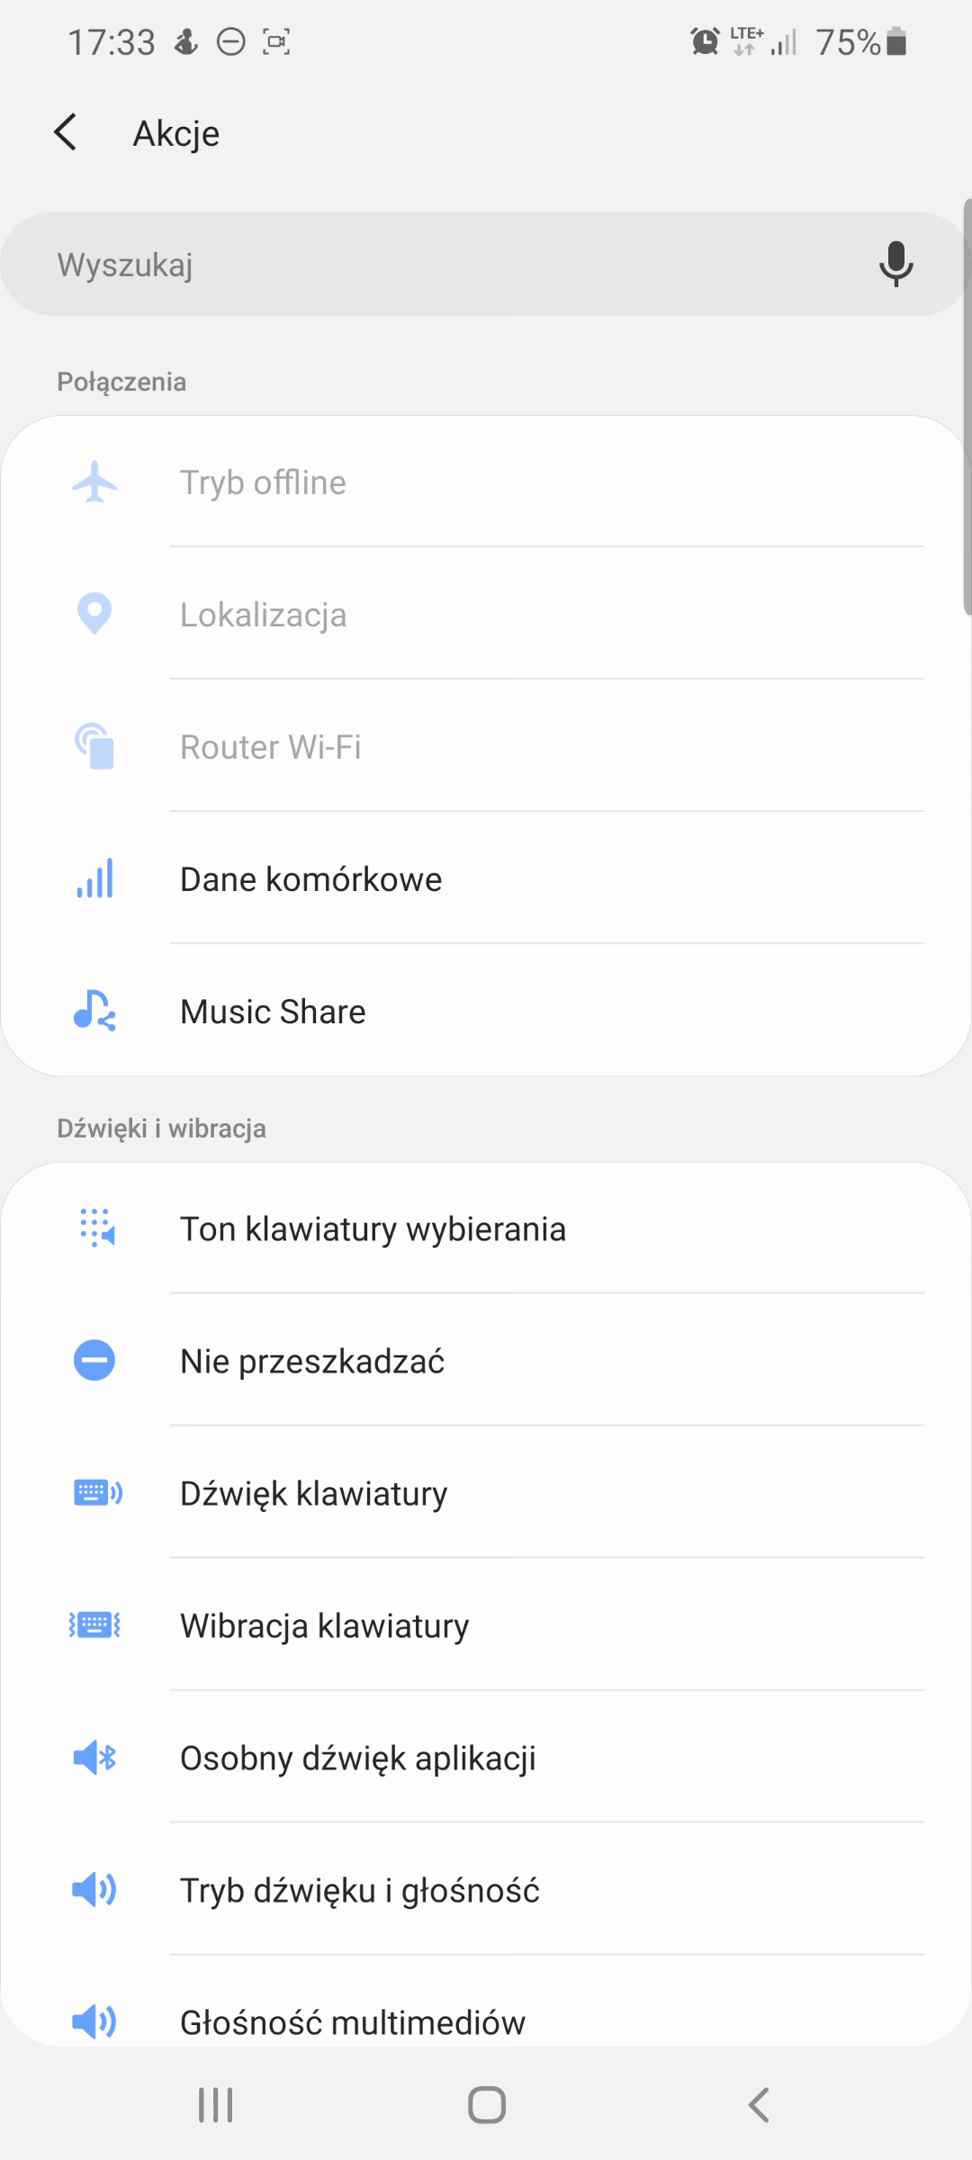 17:33
LTE+
75%
Akcje
Wyszukaj
Połączenia
Tryb offline
Lokalizacja
Router Wi-Fi
Dane komórkowe
Music Share
Dźwięki i wibracja
Ton klawiatury wybierania
Nie przeszkadzać
Dźwięk klawiatury
Wibracja klawiatury
Osobny dźwięk aplikacji
Tryb dźwięku i głośność
Głośność multimediów